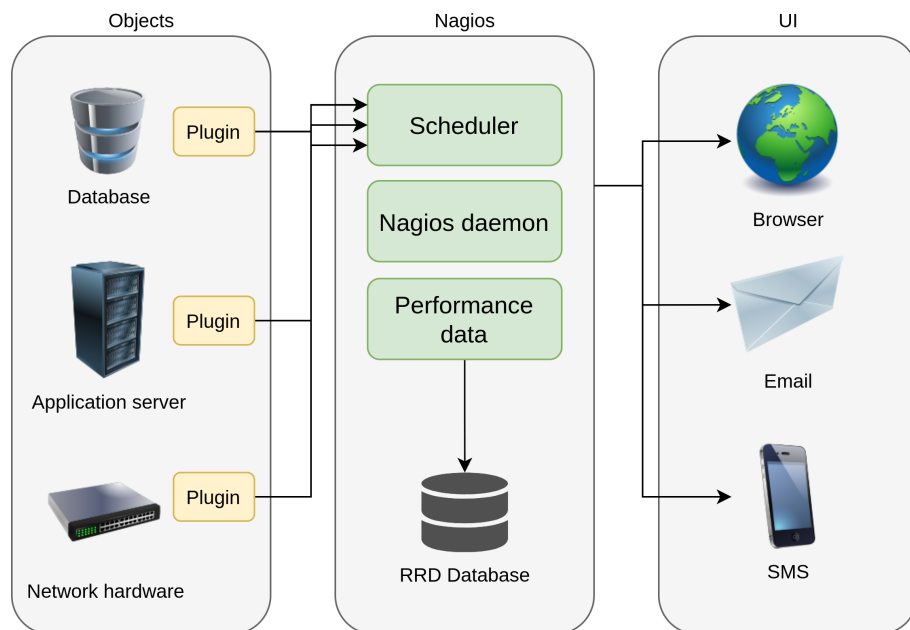 Objects
Nagios
UI
Plugin
Database
Plugin
Application server
Plugin
Network hardware
Scheduler
Nagios daemon
Performance
data
RRD Database
Browser
Email
SMS